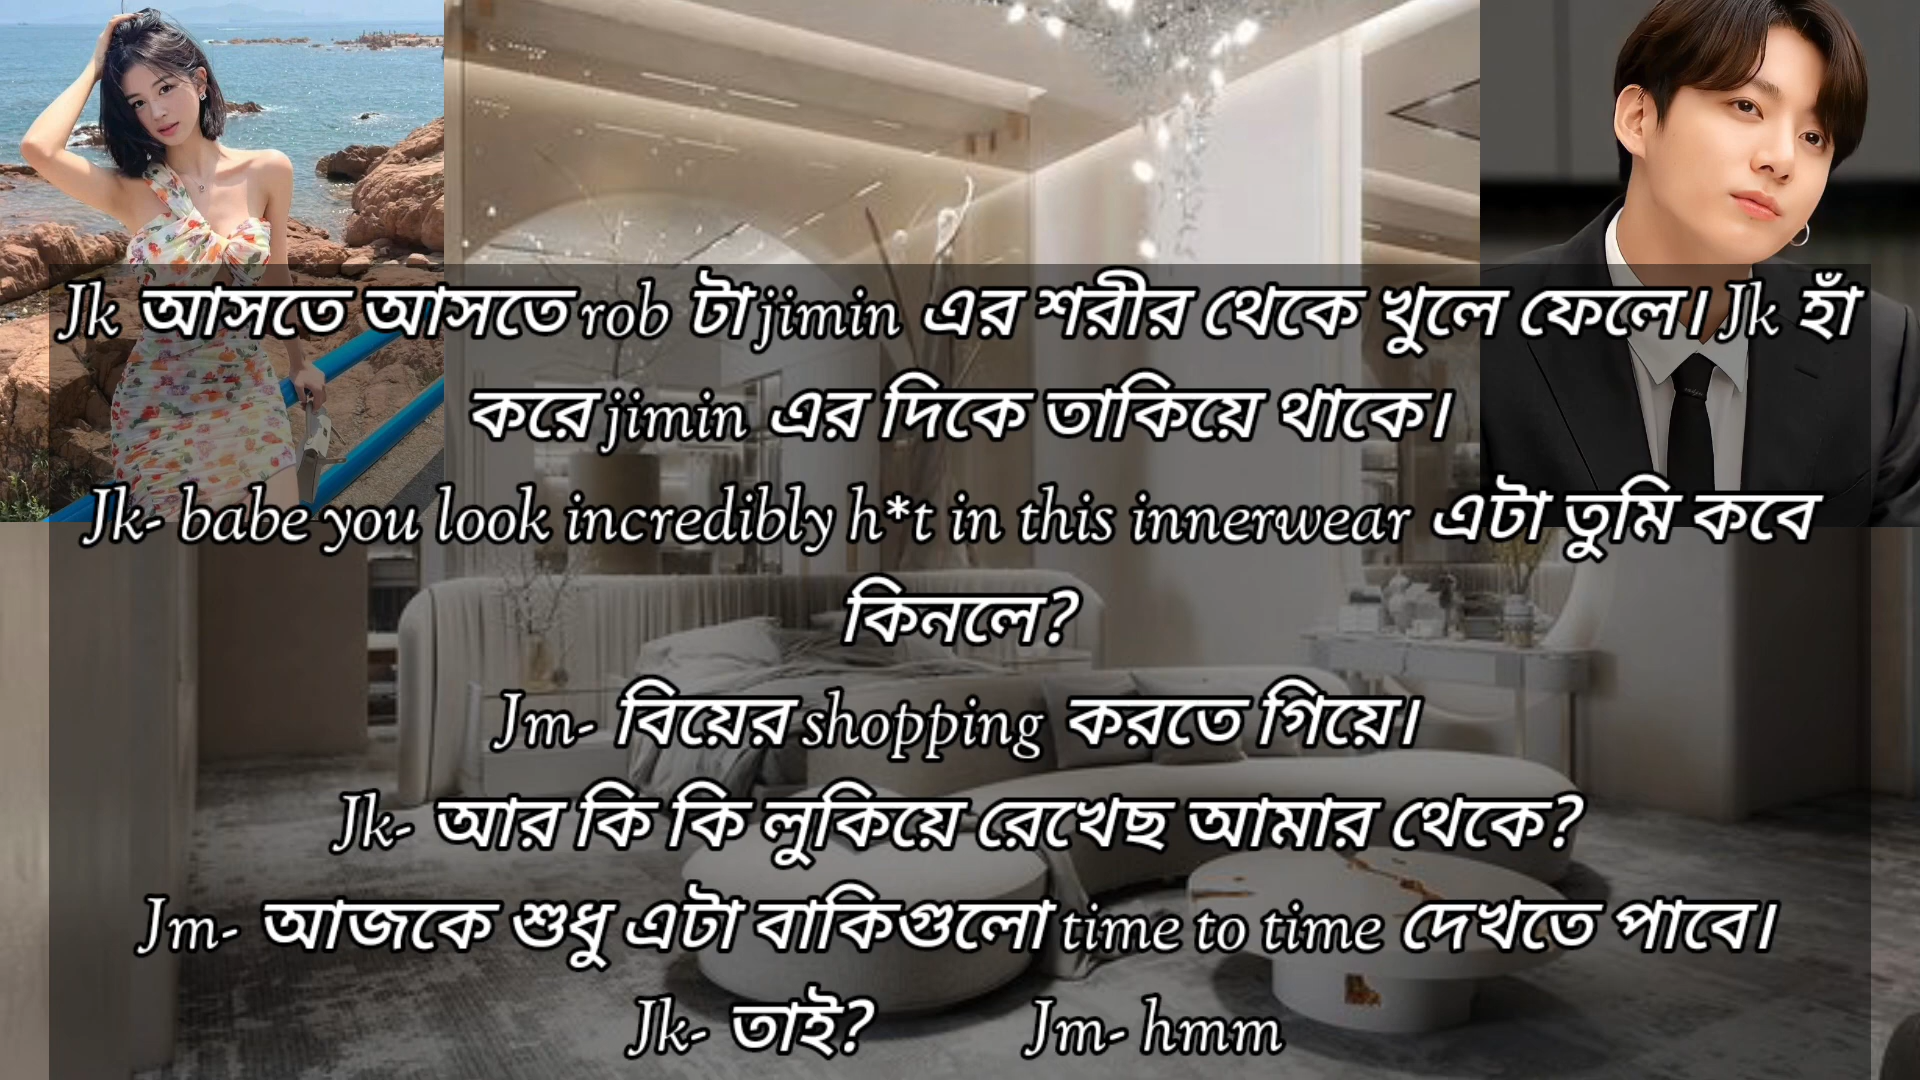 Jk আসতে আসতে rob টা jimin এর শরীর থেকে খুলে ফেলে। Jk হাঁ
করে jimin এর দিকে তাকিয়ে থাকে।
Jk- babe you look incredibly h*t in this innerwear এটা তুমি কবে
কিনলে?
Jm- বিয়ের shopping করতে গিয়ে।
Jk- আর কি কি লুকিয়ে রেখেছ আমার থেকে?
Jm- আজকে শুধু এটা বাকিগুলো time to time দেখতে পাবে।
Jk- তাই? Jm- hmm